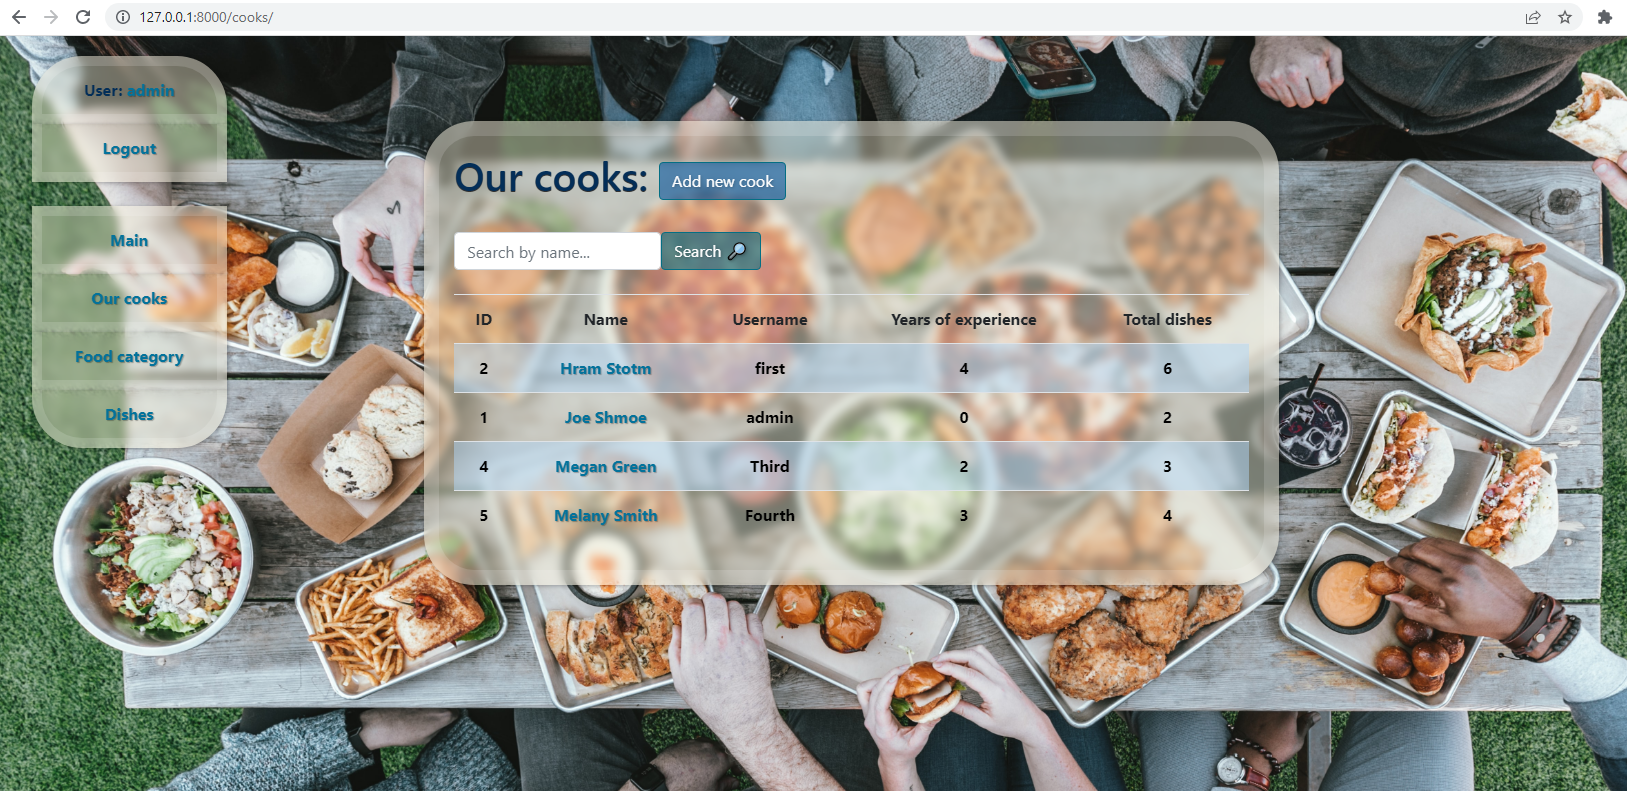 127.0.0.1:8000/cooks/
User: admin
Logout
Main
Our cooks
Food category
Dishes
Our cooks: Add new cook
Search by name... Search
ID Name Username Years of experience Total dishes
2 Hram Stotm first 4 6
1 Joe Shmoe admin 0 2
4 Megan Green Third 2 3
5 Melany Smith Fourth 3 4